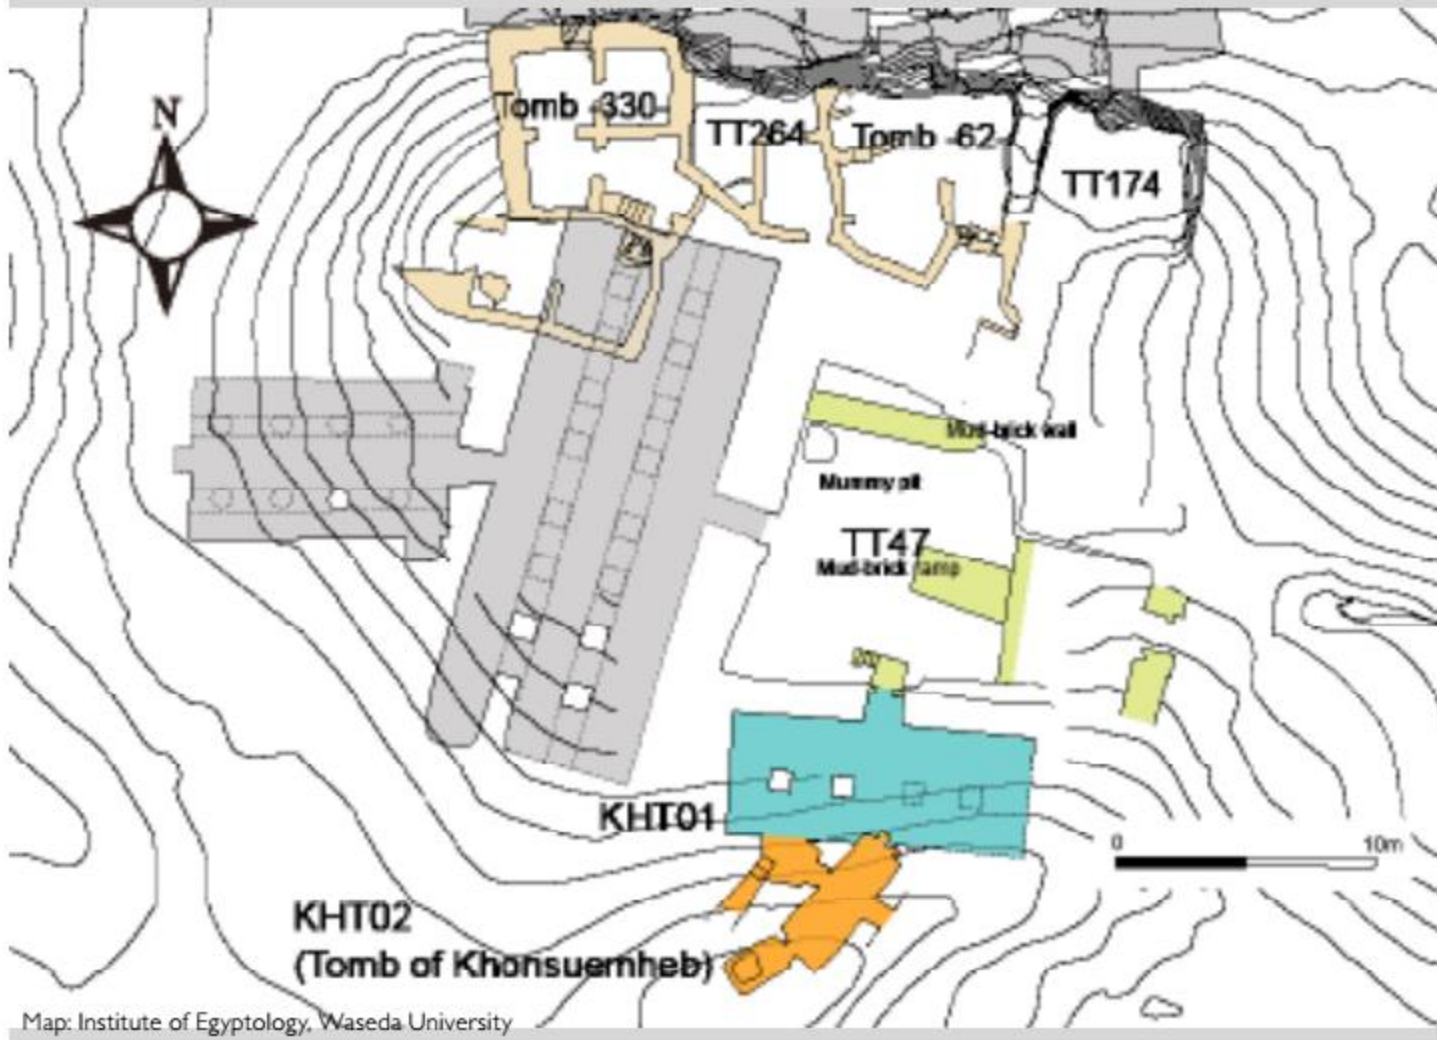 N
Tomb -330-
TT264
Tomb -62-
TT174
Mud-brick wall
Mummy pit
TT47
Mud-brick ramp
KHT01
0 10m
KHT02
(Tomb of Khonsuemheb)
Map: Institute of Egyptology, Waseda University